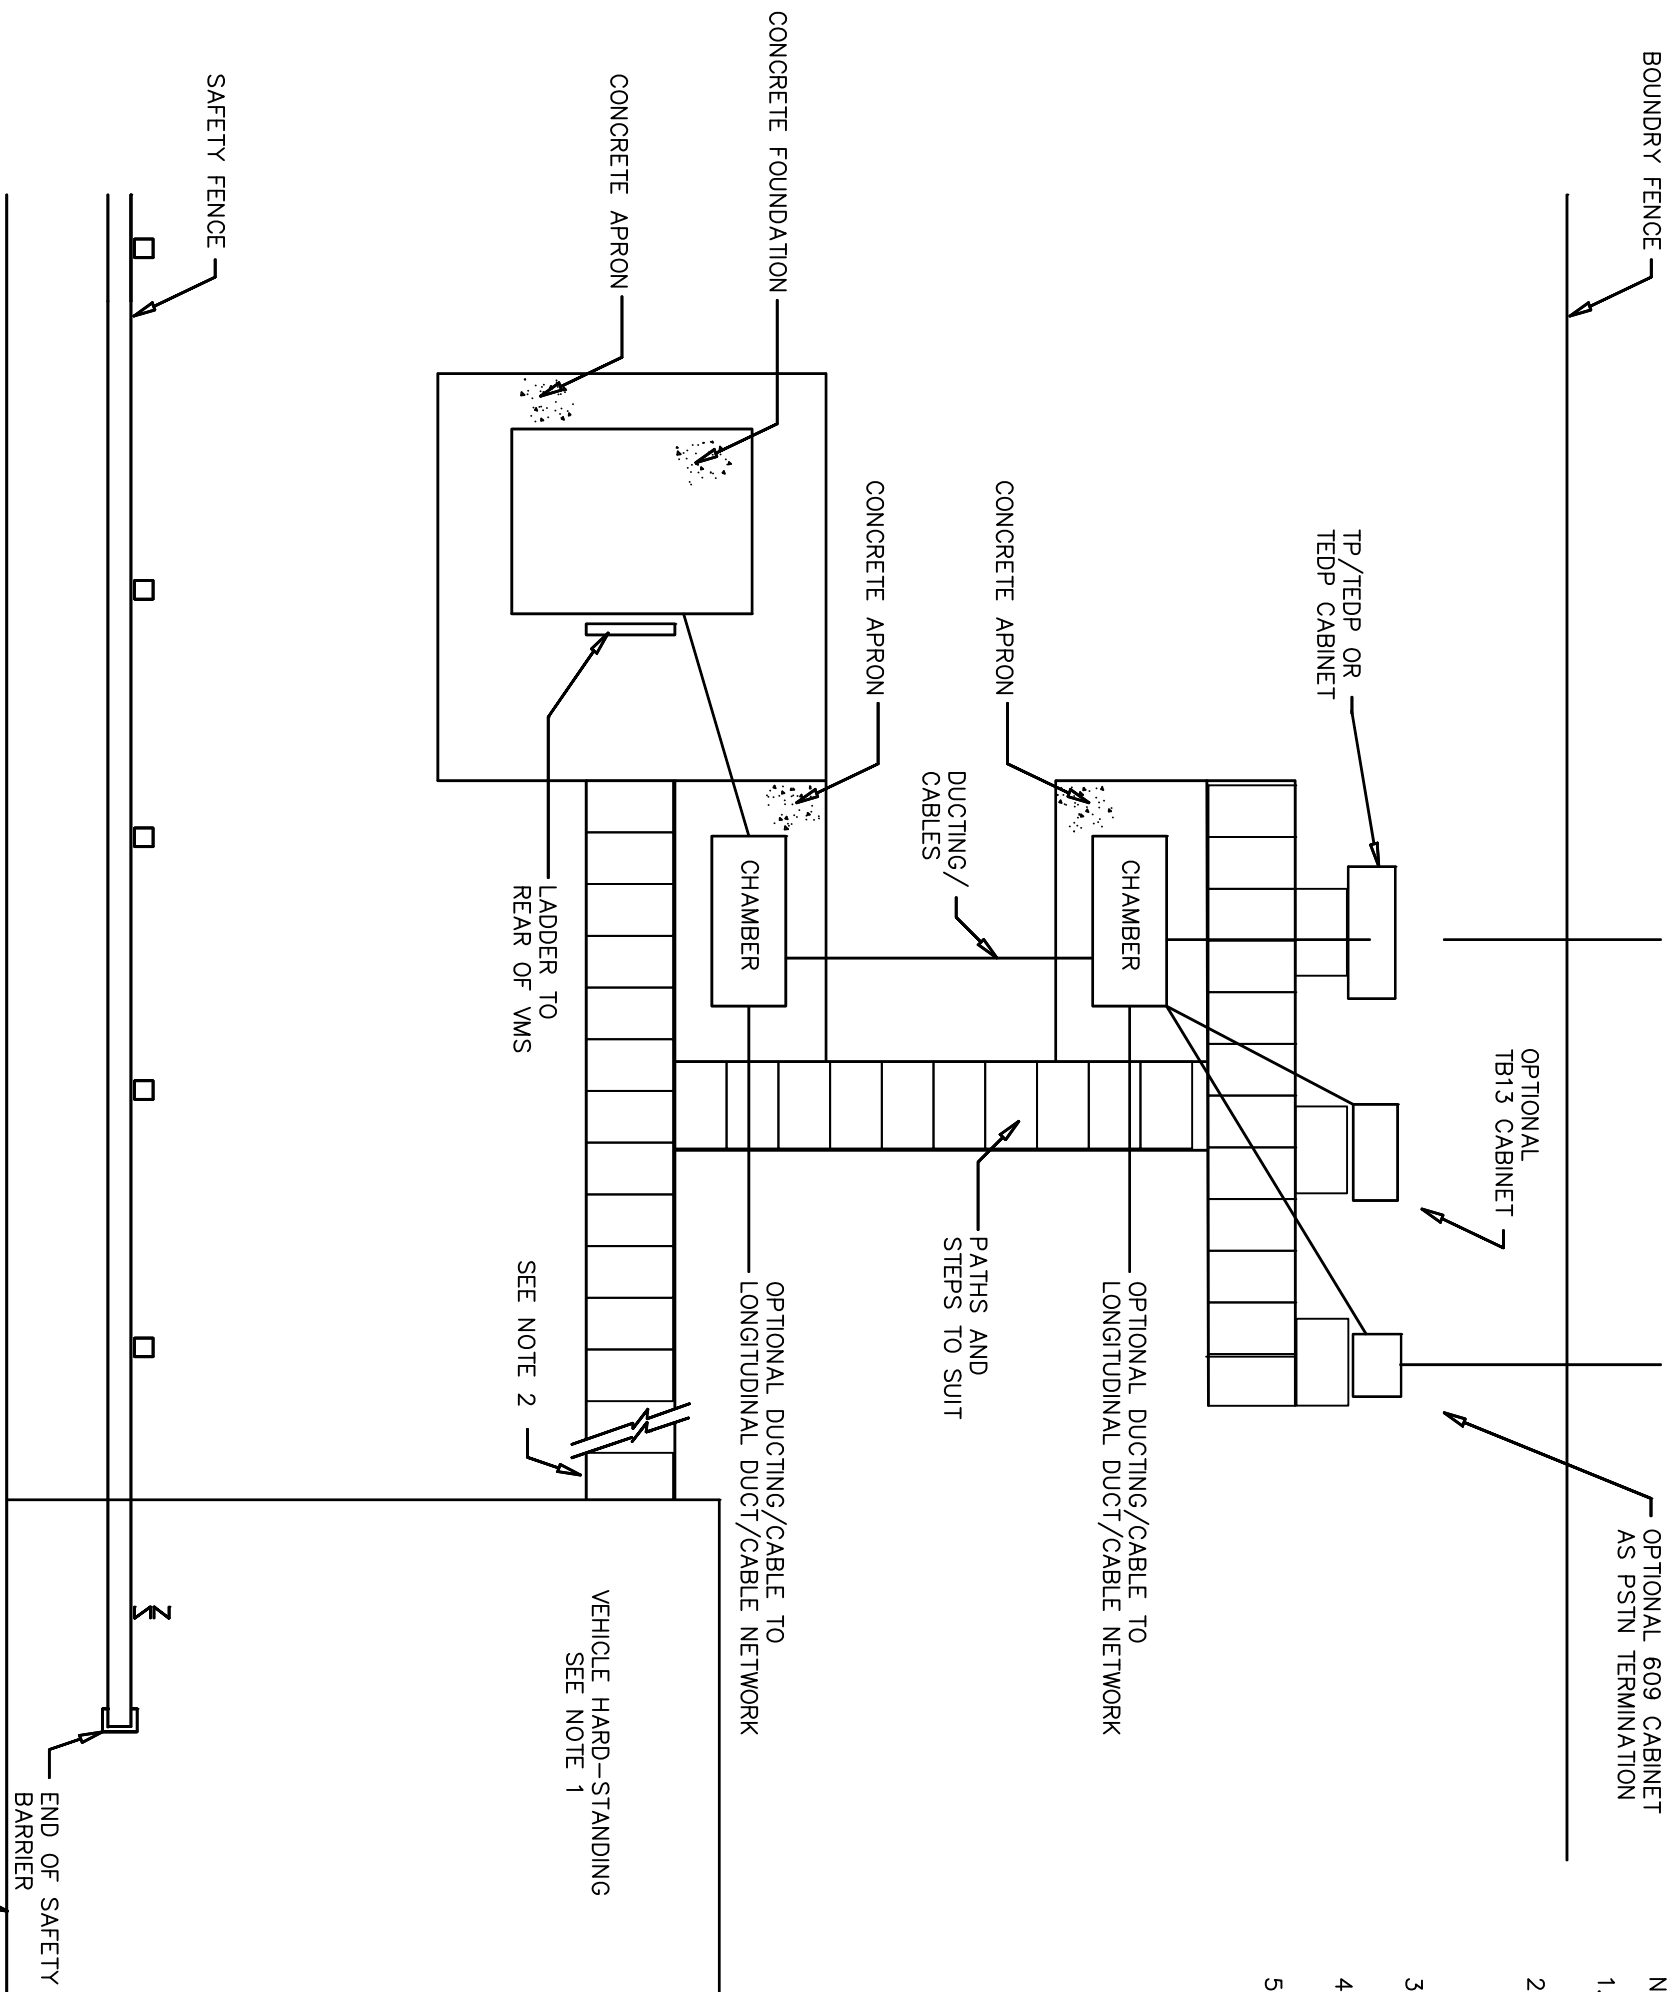 BOUNDRY FENCE
OPTIONAL 609 CABINET
AS PSTN TERMINATION
N
1.
2
3
4
5
OPTIONAL
TB13 CABINET
TP/TEDP OR
TEDP CABINET
CONCRETE APRON
CHAMBER
OPTIONAL DUCTING/CABLE TO
LONGITUDINAL DUCT/CABLE NETWORK
DUCTING/
CABLES
PATHS AND
STEPS TO SUIT
CONCRETE APRON
CONCRETE FOUNDATION
CHAMBER
OPTIONAL DUCTING/CABLE TO
LONGITUDINAL DUCT/CABLE NETWORK
CONCRETE APRON
LADDER TO
REAR OF VMS
SEE NOTE 2
VEHICLE HARD-STANDING
SEE NOTE 1
SAFETY FENCE
END OF SAFETY
BARRIER